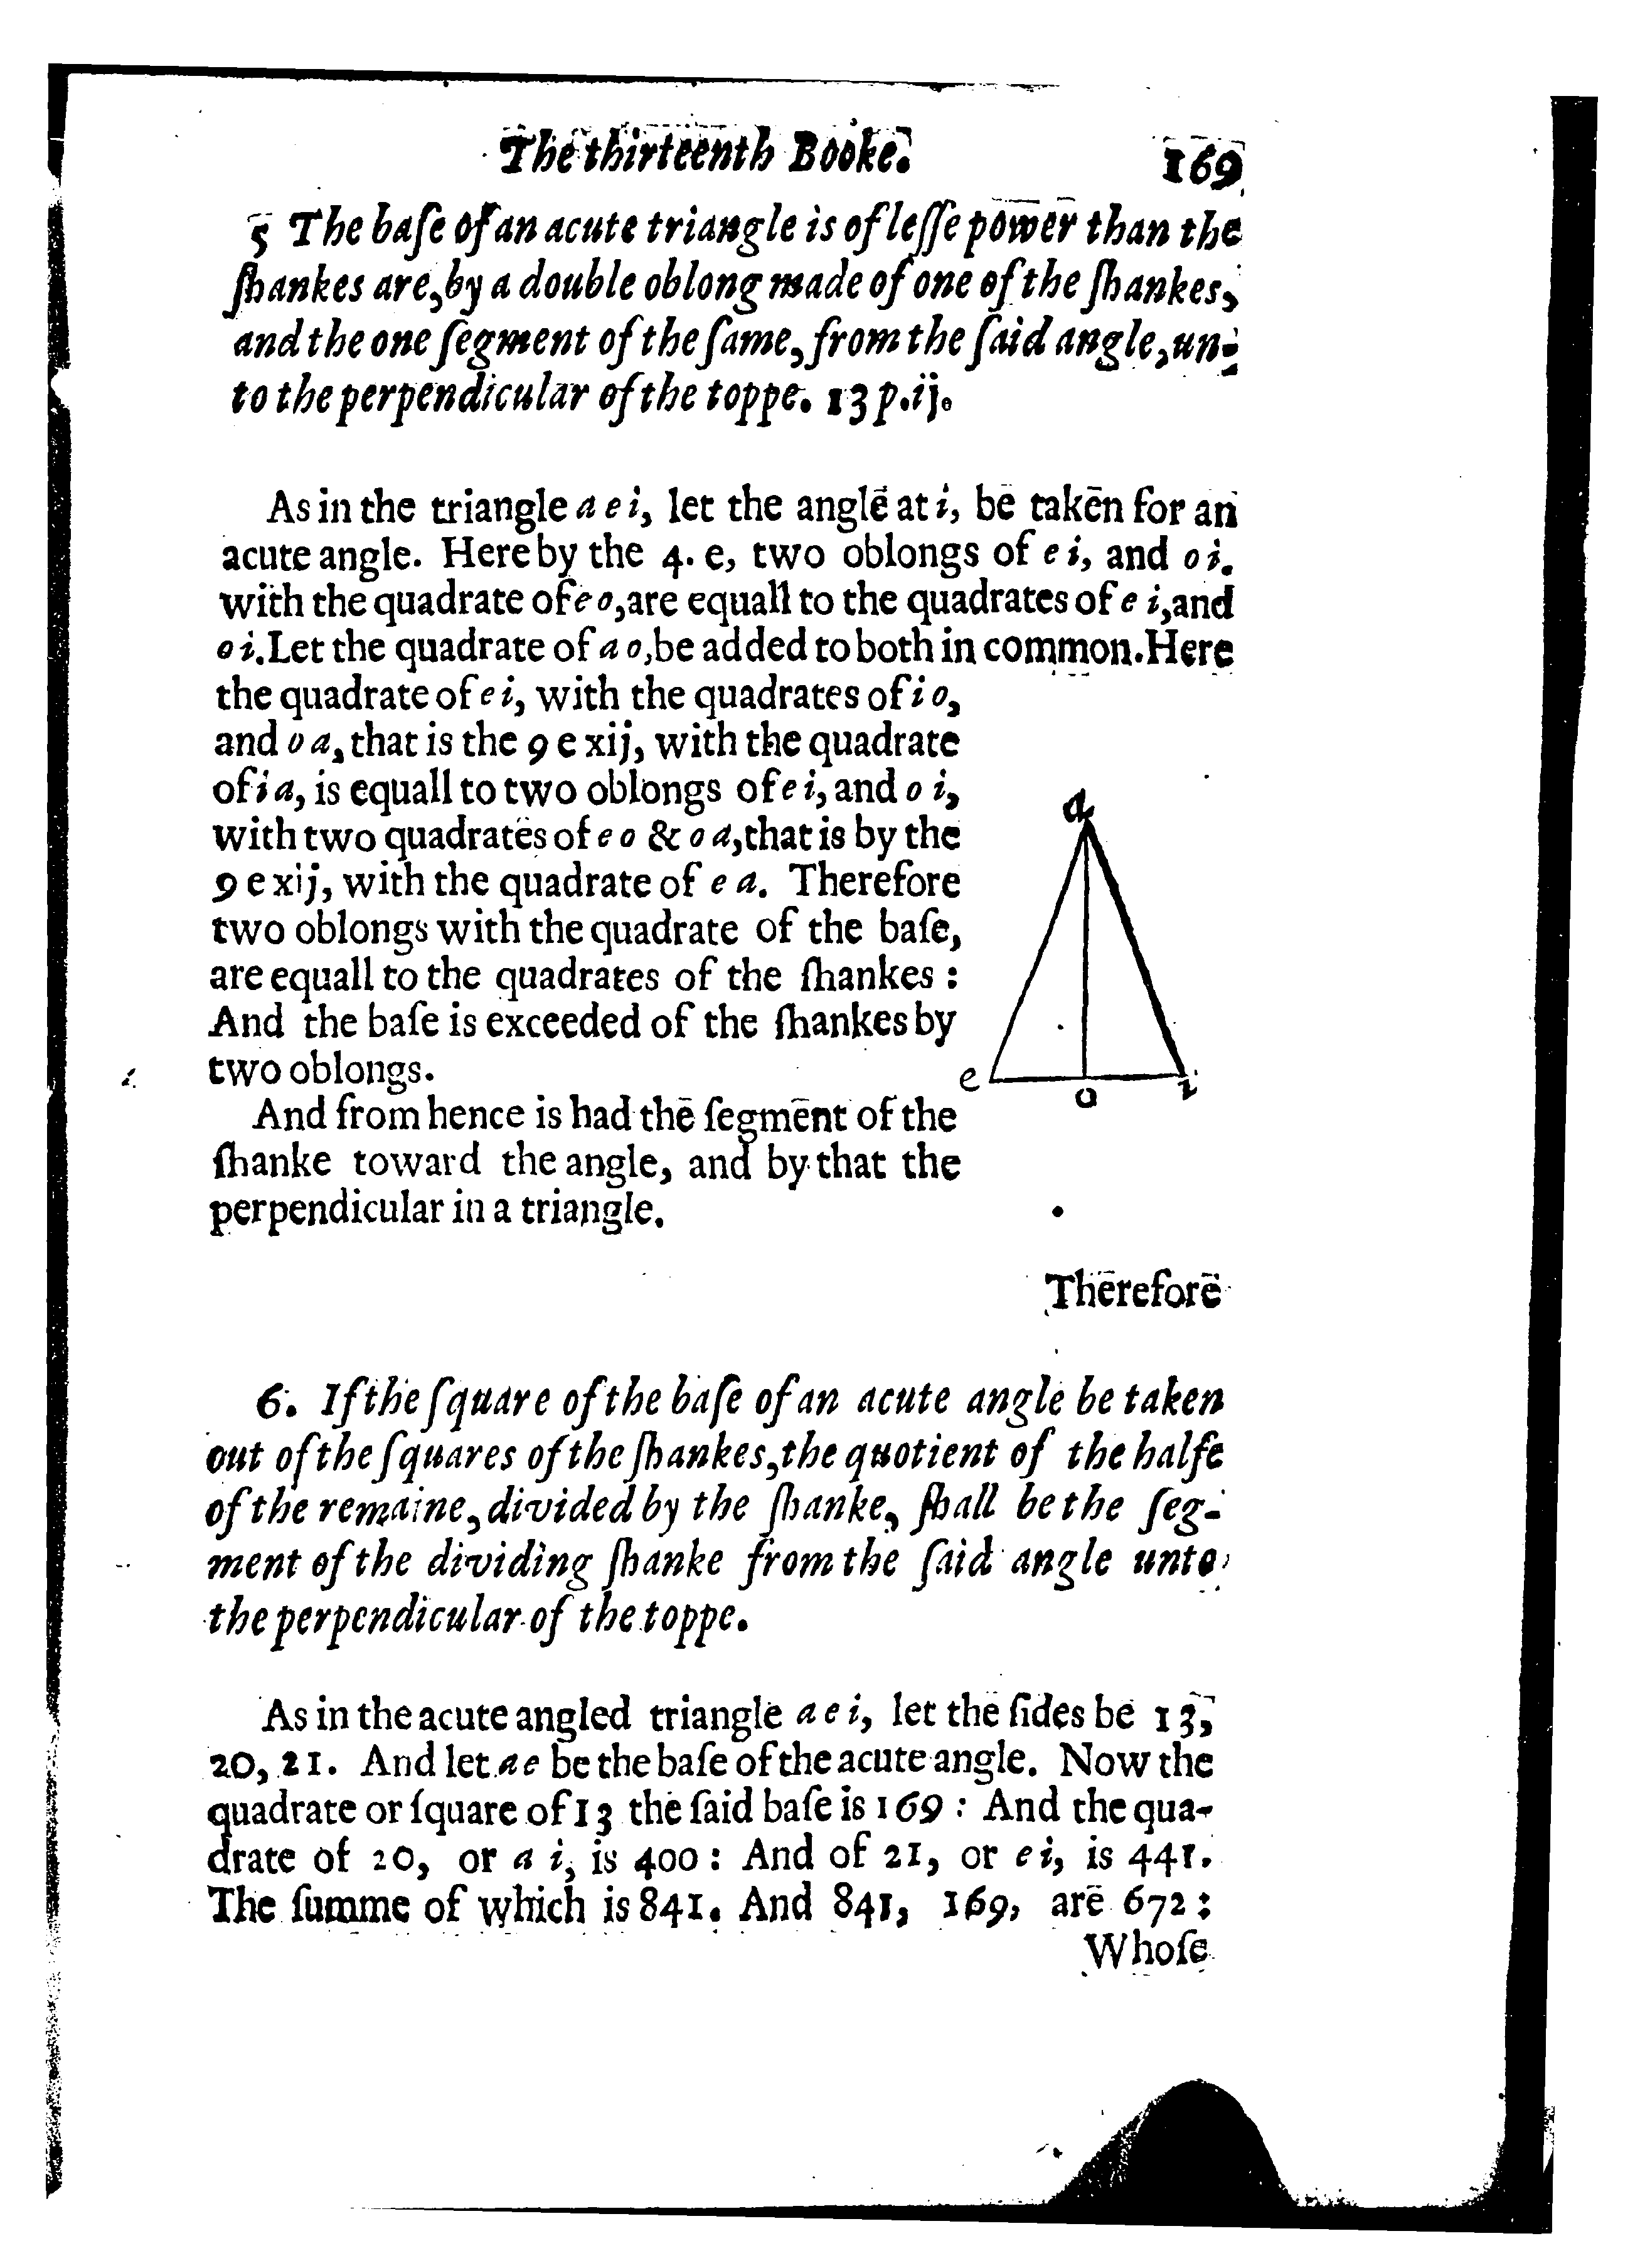 The thirteenth Booke. 169
5 The baſe of an acute triangle is of leſſe power than the
ſhankes are, by a double oblong made of one of the ſhankes,
and the one ſegment of the ſame, from the ſaid angle, un-
to the perpendicular of the toppe. 13 p.ij.
As in the triangle a e i, let the angle at i, be taken for an
acute angle. Here by the 4. e, two oblongs of e i, and o i.
with the quadrate of e o, are equall to the quadrates of e i, and
o i. Let the quadrate of a o, be added to both in common. Here
the quadrate of e i, with the quadrates of i o,
and o a, that is the 9 e xij, with the quadrate
of i a, is equall to two oblongs of e i, and o i,
with two quadrates of e o & o a, that is by the
9 e xij, with the quadrate of e a. Therefore
two oblongs with the quadrate of the baſe,
are equall to the quadrates of the ſhankes :
And the baſe is exceeded of the ſhankes by
two oblongs.
a
e
o
i
And from hence is had the ſegment of the
ſhanke toward the angle, and by that the
perpendicular in a triangle.
Therefore
6. If the ſquare of the baſe of an acute angle be taken
out of the ſquares of the ſhankes, the quotient of the halfe
of the remaine, divided by the ſhanke, ſhall be the ſeg-
ment of the dividing ſhanke from the ſaid angle unto
the perpendicular of the toppe.
As in the acute angled triangle a e i, let the ſides be 13,
20, 21. And let a e be the baſe of the acute angle. Now the
quadrate or ſquare of 13 the ſaid baſe is 169 : And the qua-
drate of 20, or a i, is 400 : And of 21, or e i, is 441.
The ſumme of which is 841. And 841, 169, are 672 :
Whoſe